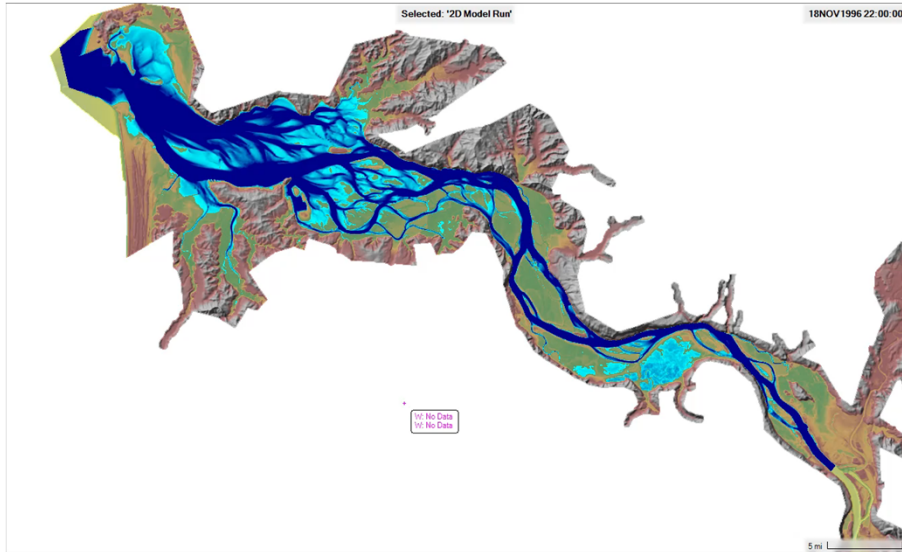 Selected: '2D Model Run'
18NOV1996 22:00:00
W: No Data
W: No Data
5 mi